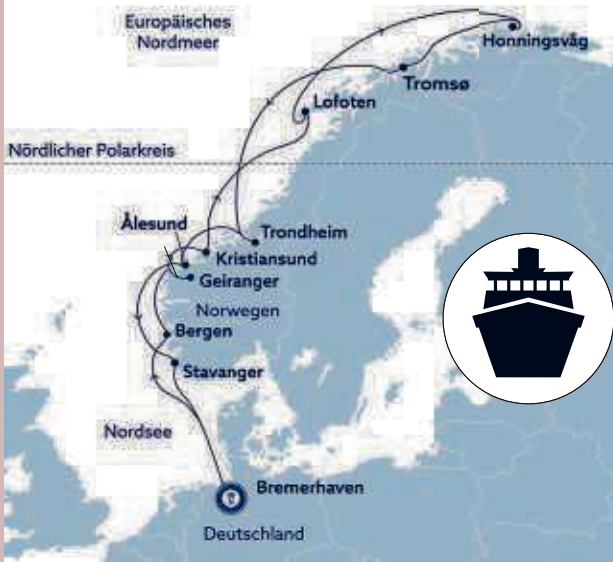 Europäisches
Nordmeer
Honningsvåg
Tromsø
Lofoten
Nördlicher Polarkreis
Ålesund
Trondheim
Kristiansund
Geiranger
Norwegen
Bergen
Stavanger
Nordsee
Bremerhaven
Deutschland